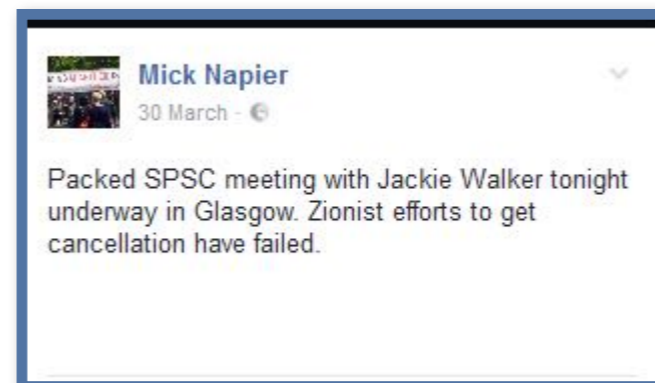 Mick Napier
30 March
Packed SPSC meeting with Jackie Walker tonight
underway in Glasgow. Zionist efforts to get
cancellation have failed.